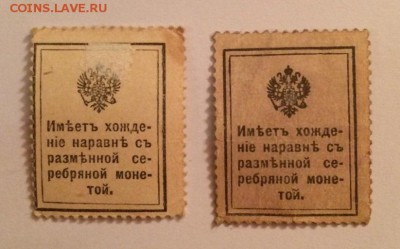 COINS.LAVE.RU
Имѣетъ хожде-
ніе наравнѣ съ
размѣнной се-
ребряной моне-
той.
Имѣетъ хожде-
ніе наравнѣ съ
размѣнной се-
ребряной моне-
той.